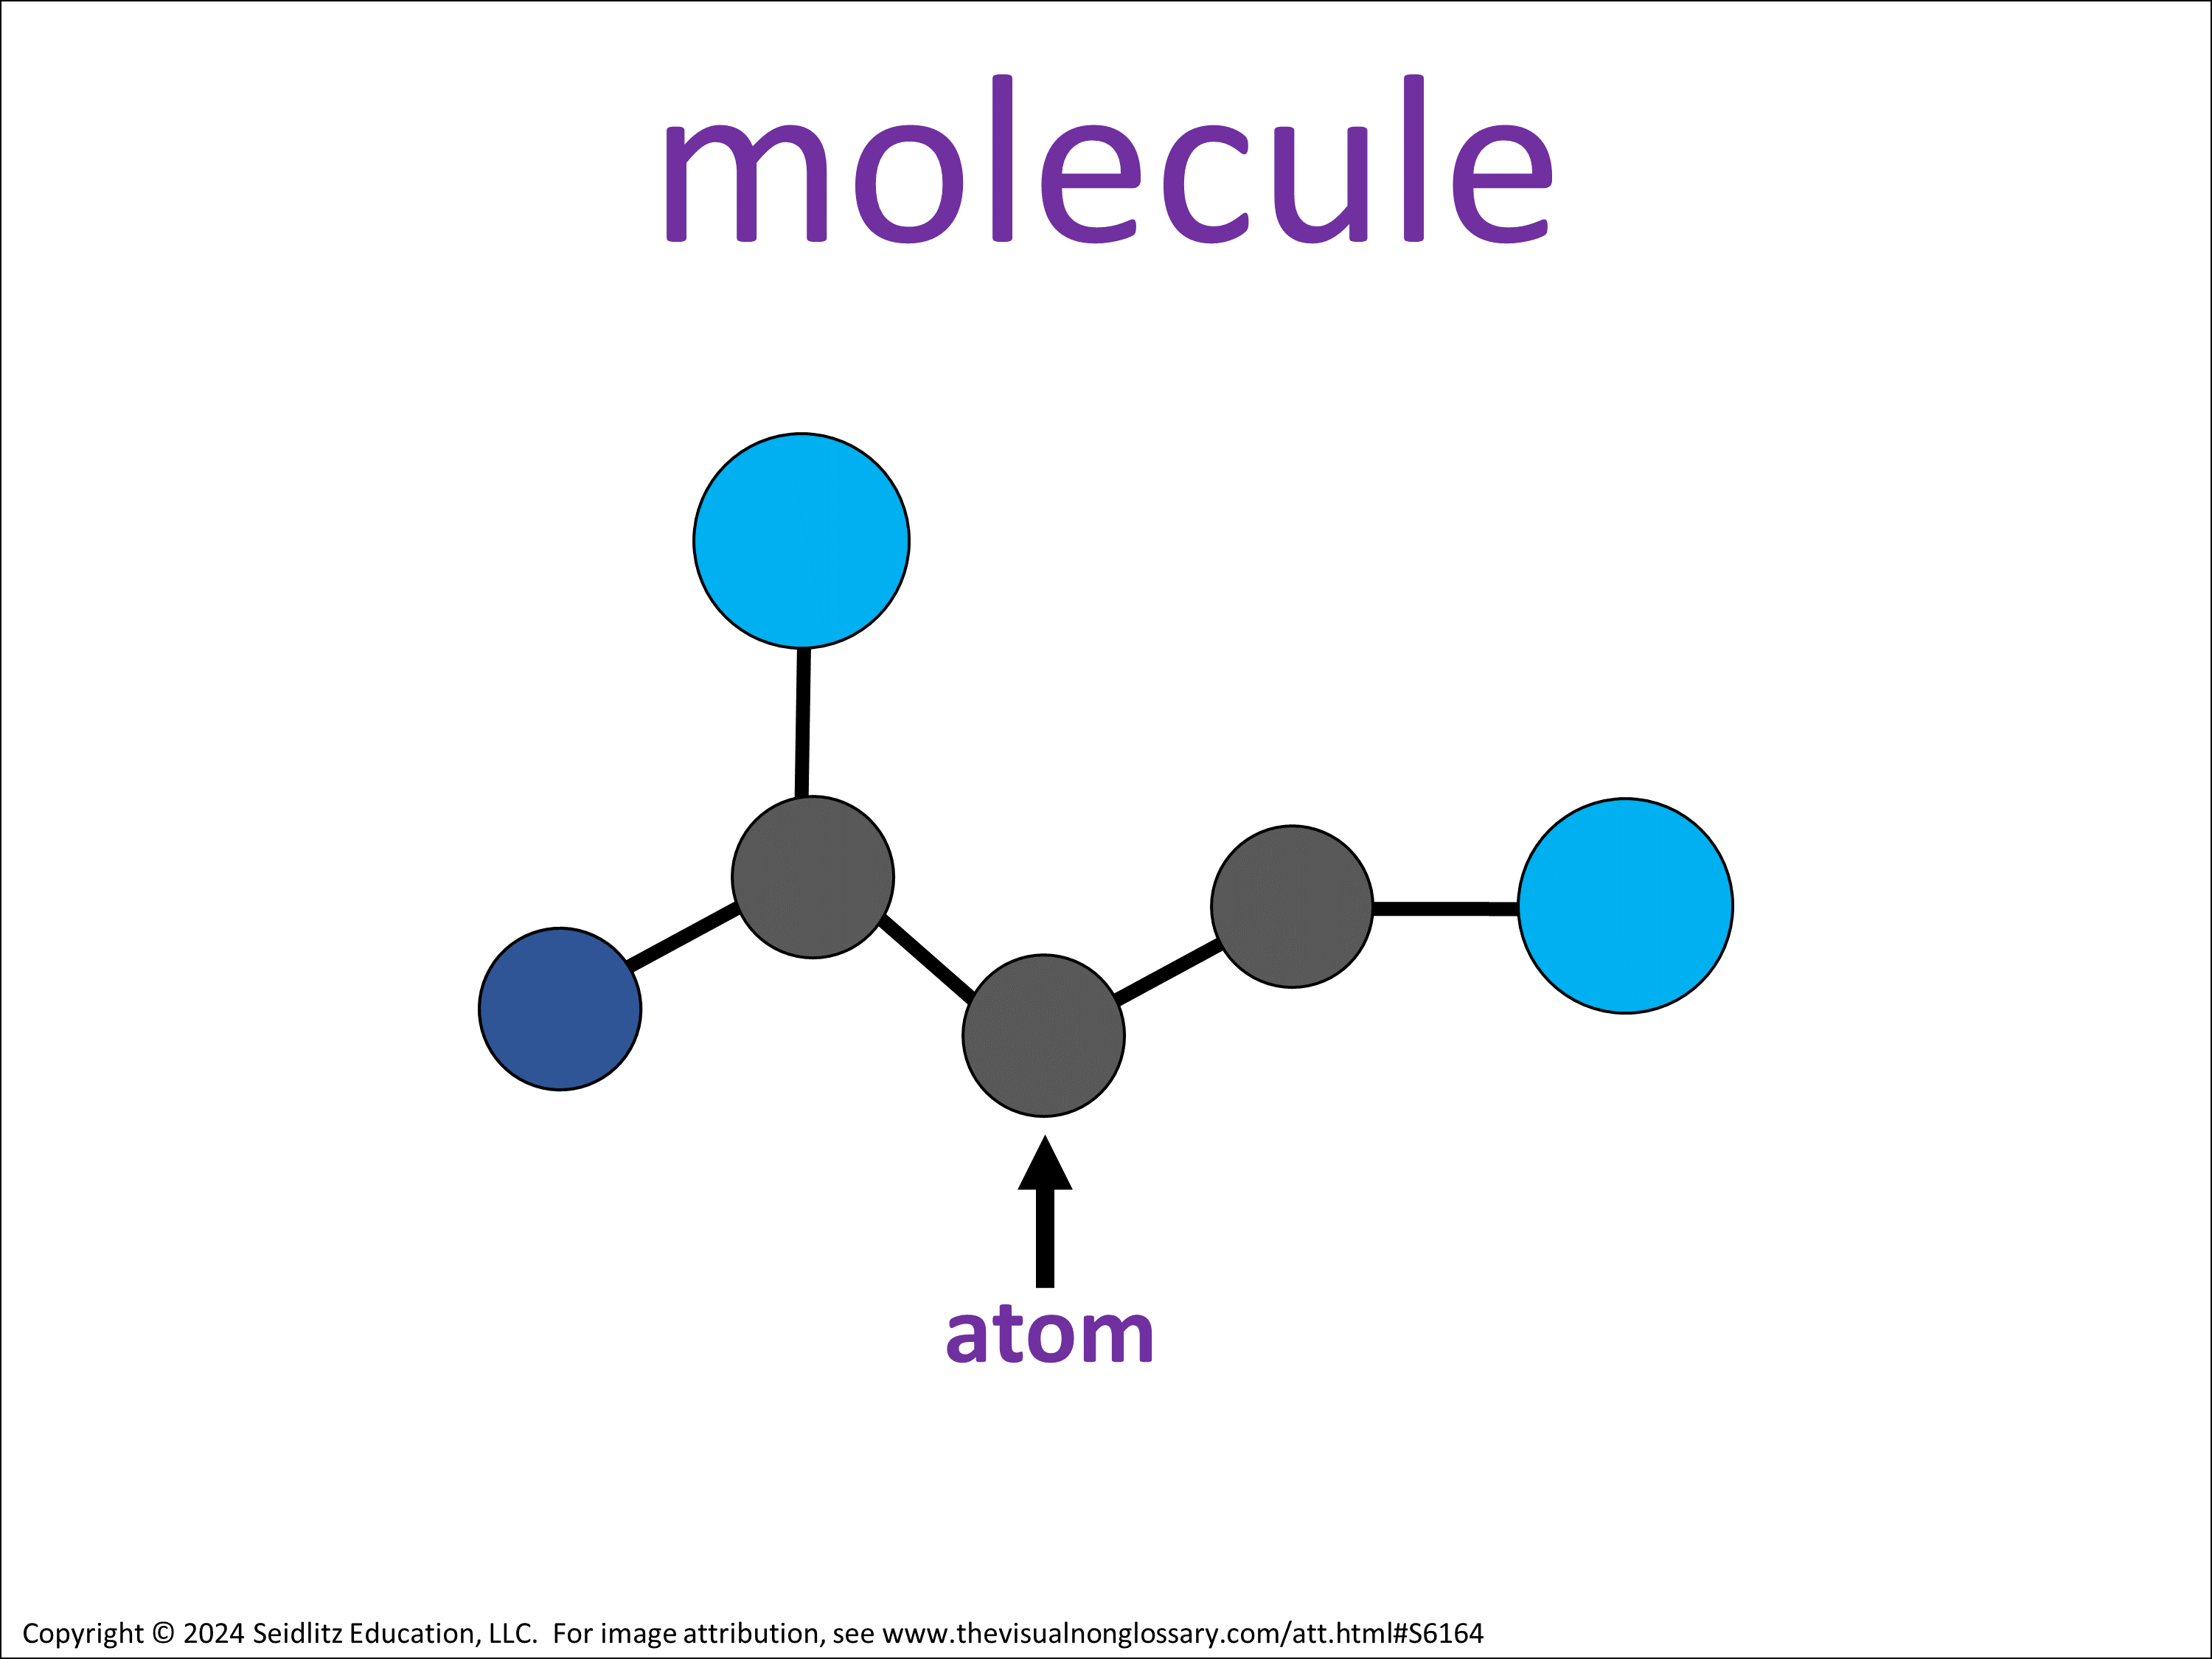 molecule
atom
Copyright © 2024 Seidlitz Education, LLC.  For image attribution, see www.thevisualnonglossary.com/att.html#S6164